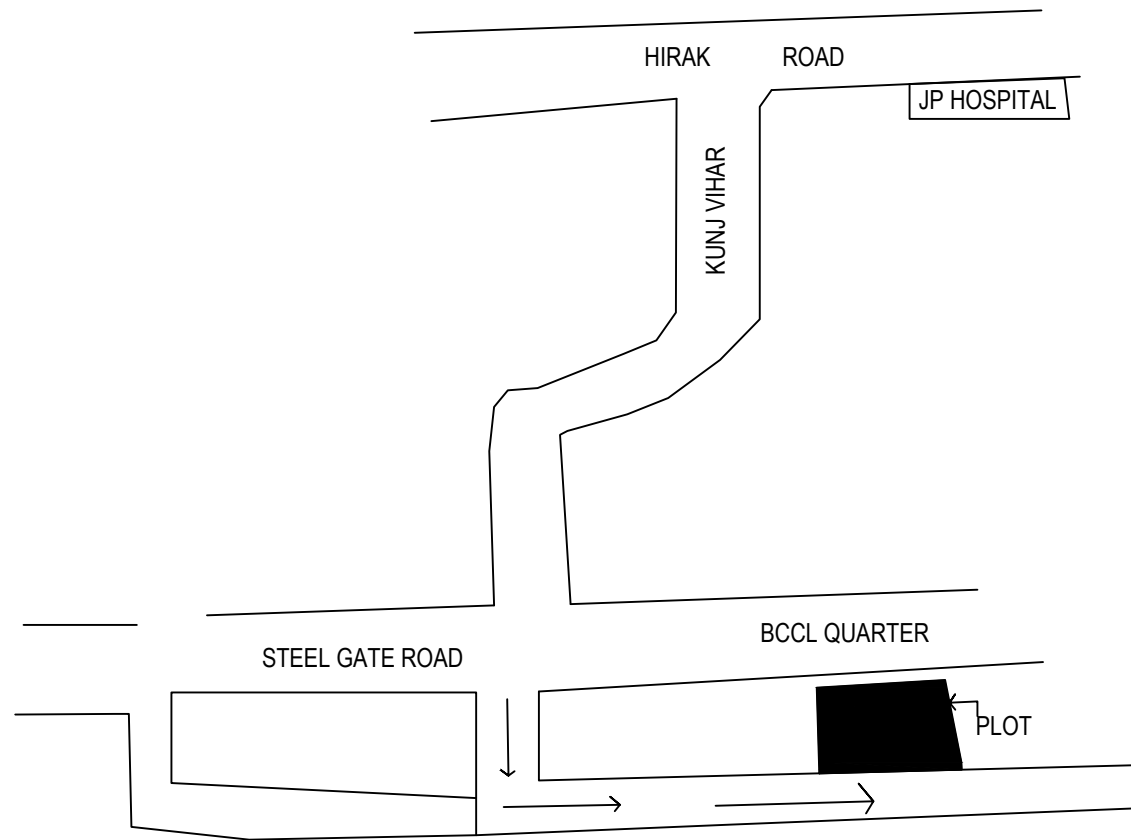 HIRAK ROAD
JP HOSPITAL
KUNJ VIHAR
BCCL QUARTER
STEEL GATE ROAD
PLOT